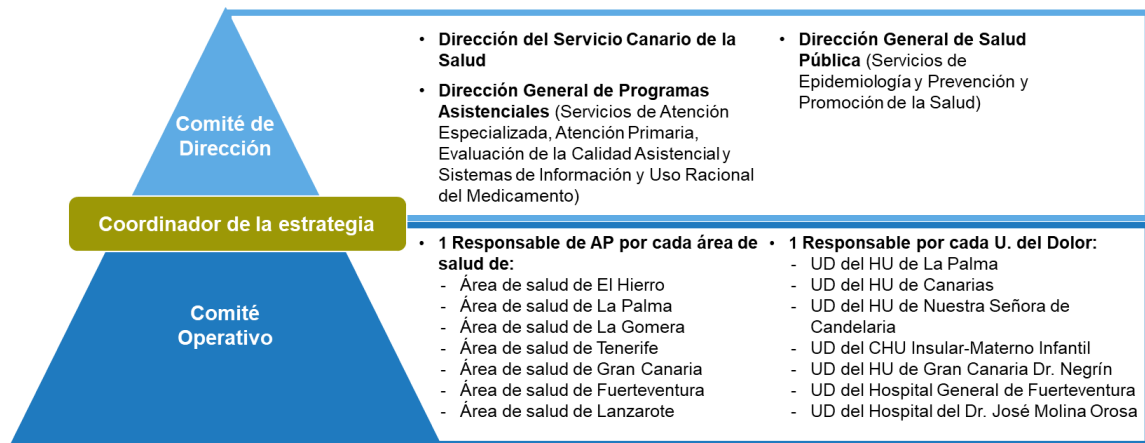 Comité de
Dirección
• Dirección del Servicio Canario de la
Salud
• Dirección General de Programas
Asistenciales (Servicios de Atención
Especializada, Atención Primaria,
Evaluación de la Calidad Asistencial y
Sistemas de Información y Uso Racional
del Medicamento)
• Dirección General de Salud
Pública (Servicios de
Epidemiología y Prevención y
Promoción de la Salud)
Coordinador de la estrategia
Comité
Operativo
• 1 Responsable de AP por cada área de
salud de:
- Área de salud de El Hierro
- Área de salud de La Palma
- Área de salud de La Gomera
- Área de salud de Tenerife
- Área de salud de Gran Canaria
- Área de salud de Fuerteventura
- Área de salud de Lanzarote
• 1 Responsable por cada U. del Dolor:
- UD del HU de La Palma
- UD del HU de Canarias
- UD del HU de Nuestra Señora de
Candelaria
- UD del CHU Insular-Materno Infantil
- UD del HU de Gran Canaria Dr. Negrín
- UD del Hospital General de Fuerteventura
- UD del Hospital del Dr. José Molina Orosa